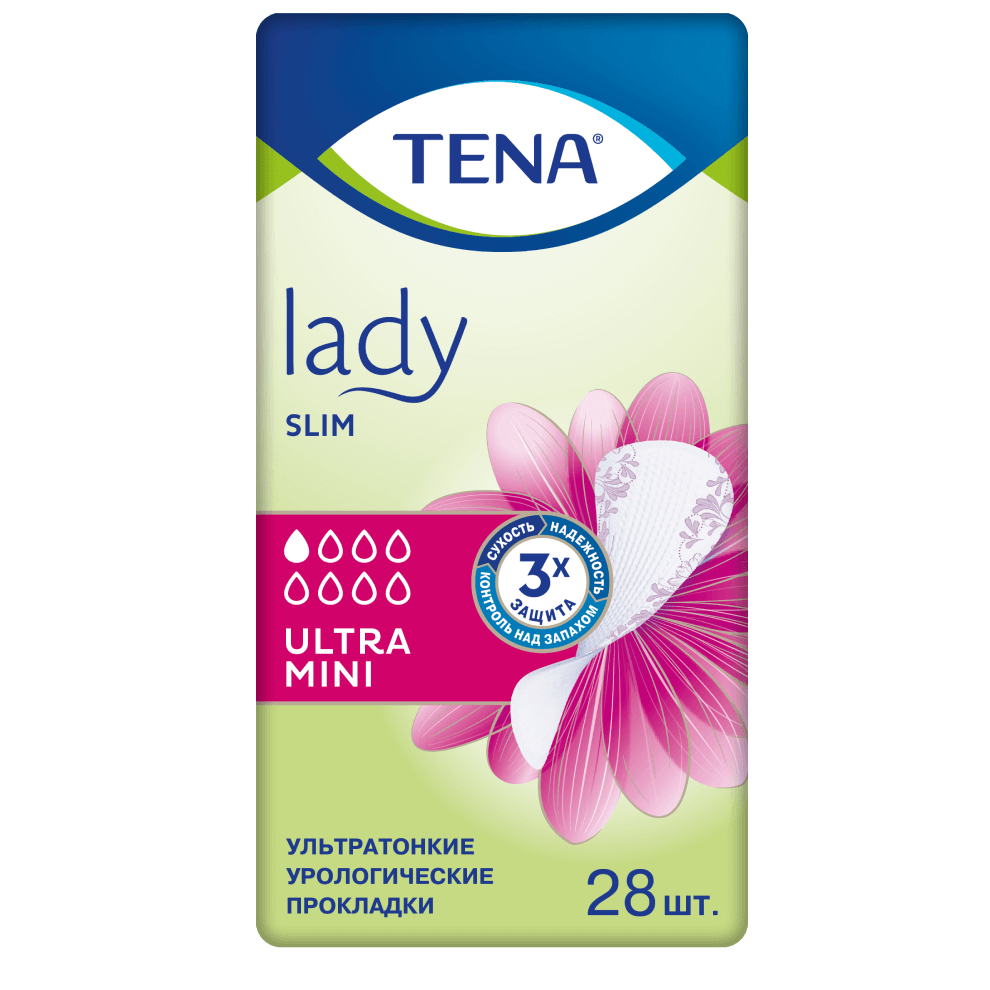 TENA®
lady
SLIM
СУХОСТЬ
НАДЕЖНОСТЬ
КОНТРОЛЬ НАД ЗАПАХОМ
3X
ЗАЩИТА
ULTRA
MINI
УЛЬТРАТОНКИЕ
УРОЛОГИЧЕСКИЕ
ПРОКЛАДКИ
28 шт.